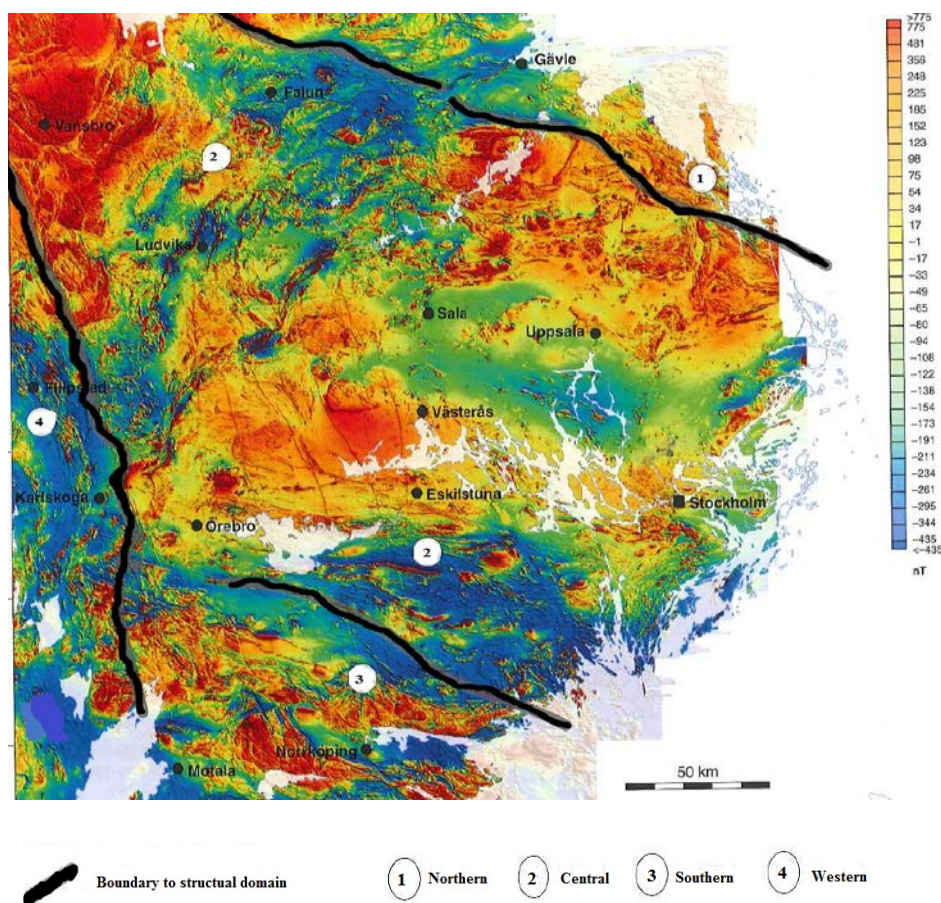 >775
775
481
356
248
225
187
152
123
98
75
54
34
17
-1
-17
-33
-49
-65
-80
-94
-108
-122
-138
-154
-173
-191
-211
-234
-261
-295
-344
-435
<-435
nT
Gävle
Falun
Vansbro
2
1
Ludvika
Sala
Uppsala
Filipstad
4
Västerås
Karlskoga
Eskilstuna
Stockholm
Örebro
2
3
Norrköping
Motala
50 km
Boundary to structual domain
1 Northern
2 Central
3 Southern
4 Western